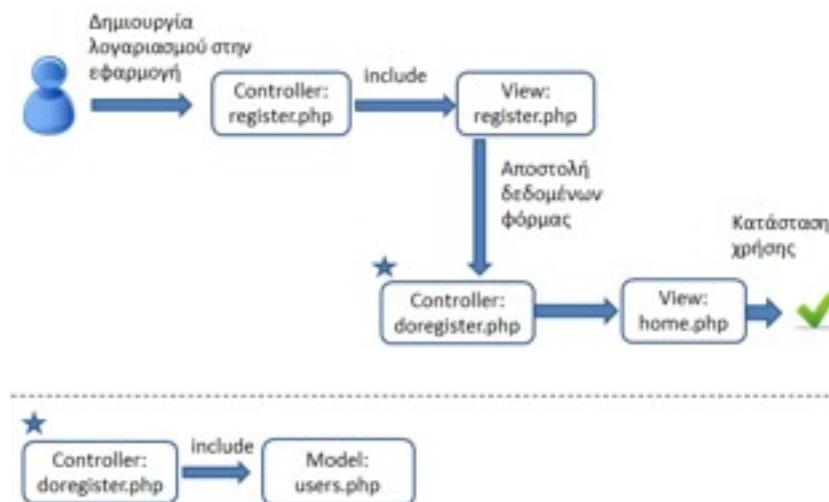 Δημιουργία
λογαριασμού στην
εφαρμογή
Controller:
register.php
include
View:
register.php
Αποστολή
δεδομένων
φόρμας
Κατάσταση
χρήσης
Controller:
doregister.php
View:
home.php
Controller:
doregister.php
include
Model:
users.php